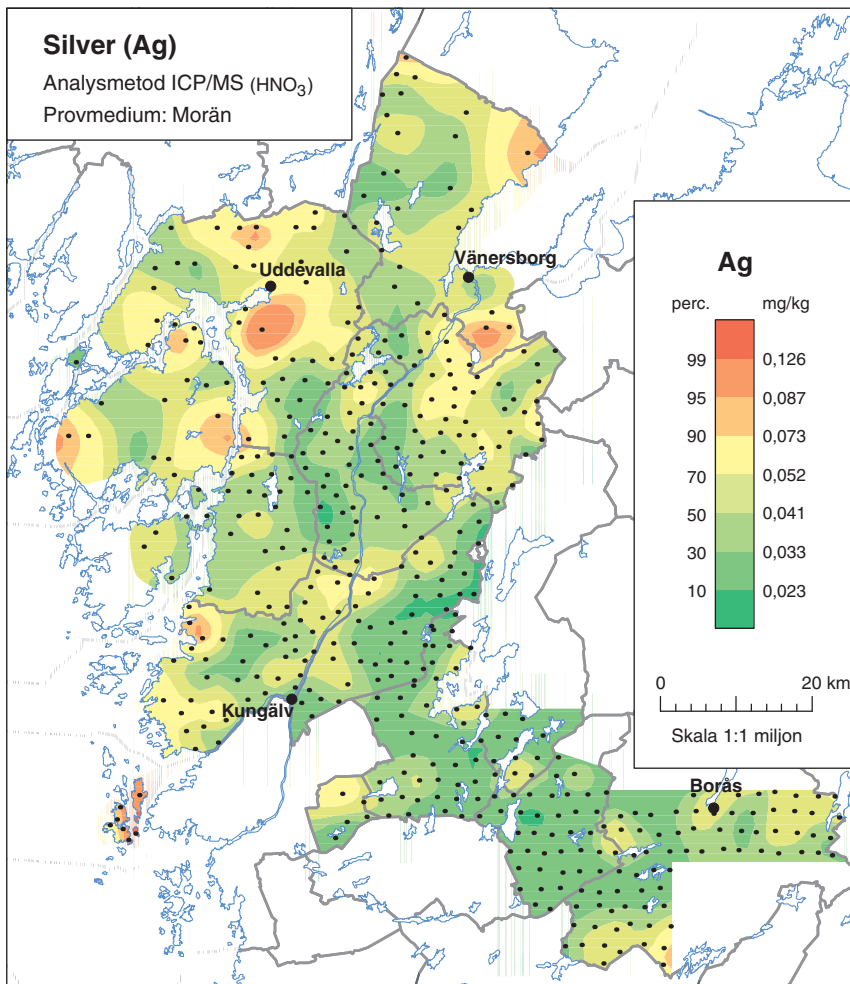 Silver (Ag)
Analysmetod ICP/MS (HNO3)
Provmedium: Morän
Uddevalla
Vänersborg
Kungälv
Borås
Ag
perc. mg/kg
99 0,126
95 0,087
90 0,073
70 0,052
50 0,041
30 0,033
10 0,023
0 20 km
Skala 1:1 miljon